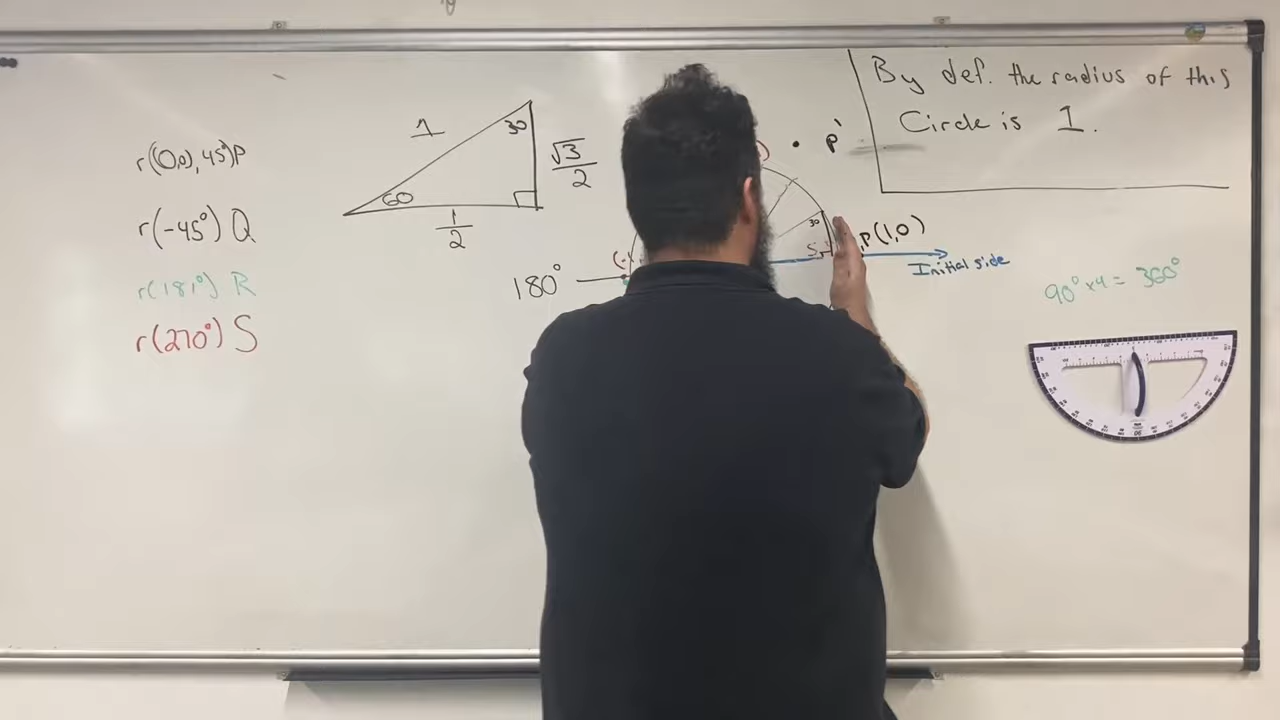 r(0,0), 45°) P
r(-45°) Q
r(181°) R
r(270°) S
1
30
60
√3/2
1/2
180°
P`
30
P(1,0)
Initial side
By def. the radius of this
Circle is 1.
90° x 4 = 360°